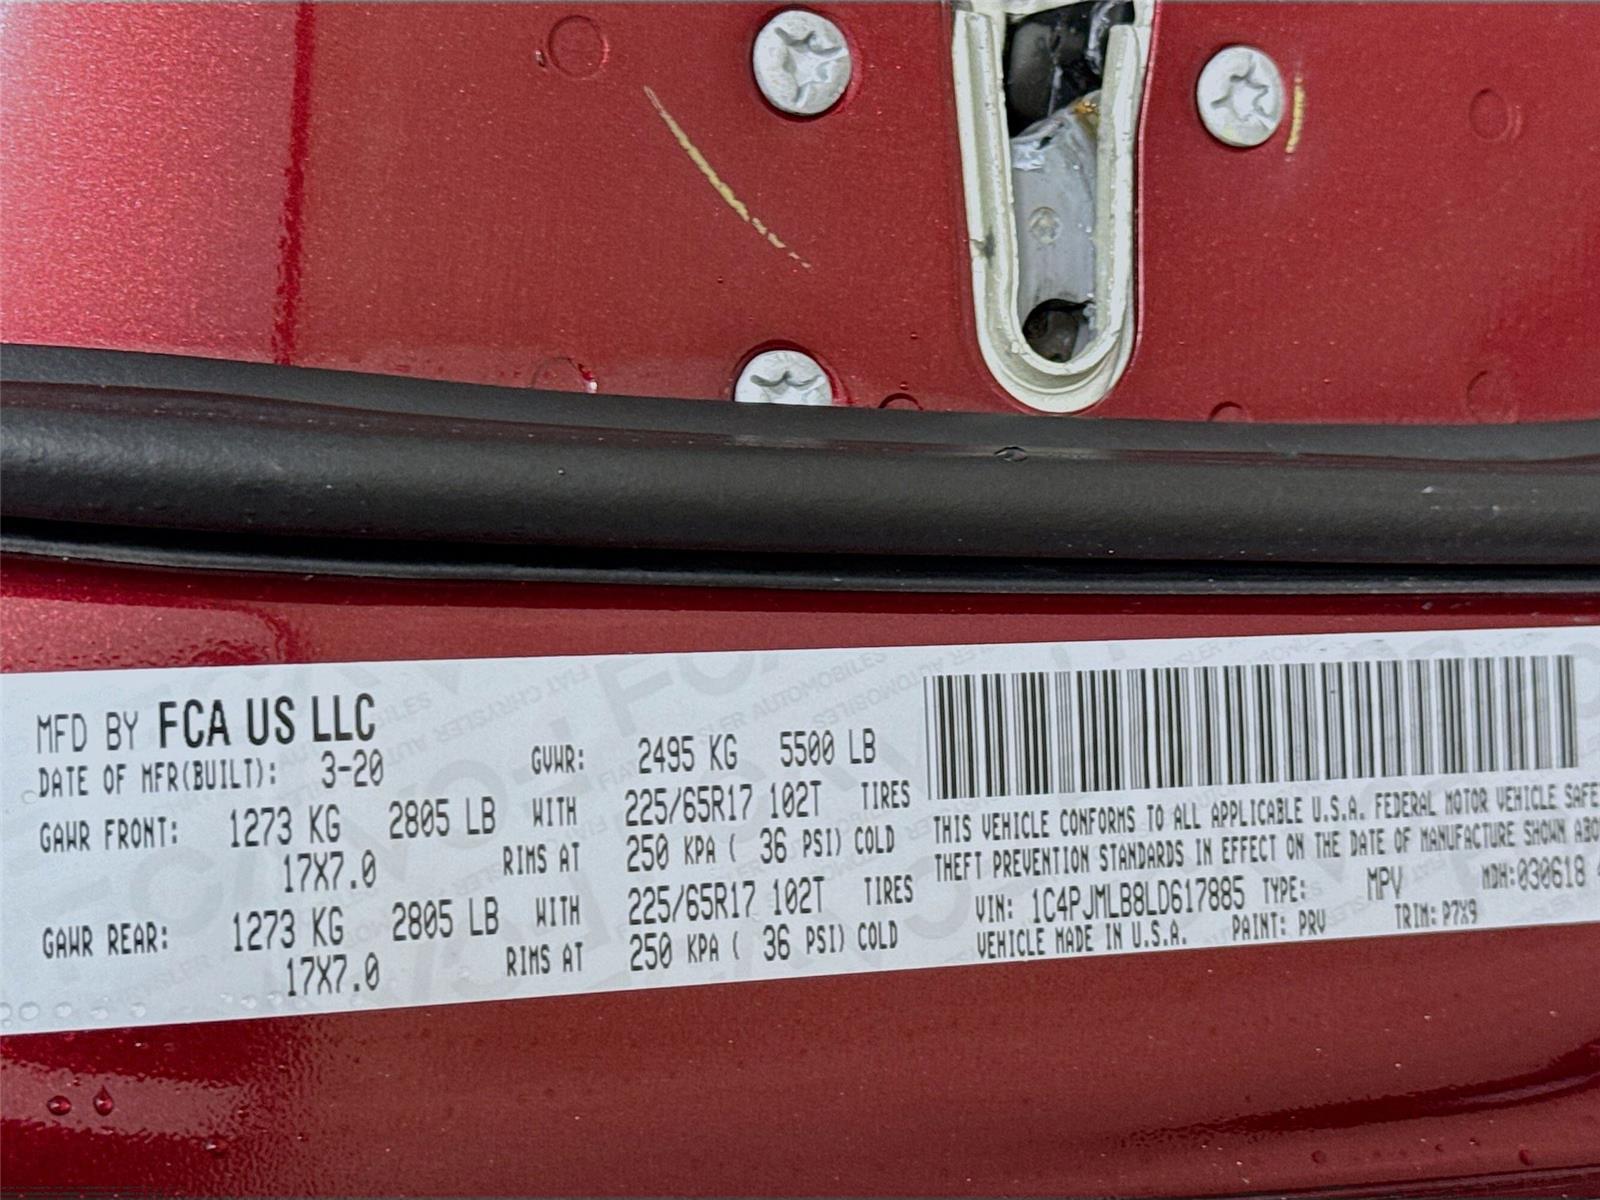 MFD BY FCA US LLC
DATE OF MFR(BUILT): 3-20 GVWR: 2495 KG 5500 LB
GAWR FRONT: 1273 KG 2805 LB WITH 225/65R17 102T TIRES
17X7.0 RIMS AT 250 KPA ( 36 PSI) COLD
GAWR REAR: 1273 KG 2805 LB WITH 225/65R17 102T TIRES
17X7.0 RIMS AT 250 KPA ( 36 PSI) COLD
THIS VEHICLE CONFORMS TO ALL APPLICABLE U.S.A. FEDERAL MOTOR VEHICLE SAFE
THEFT PREVENTION STANDARDS IN EFFECT ON THE DATE OF MANUFACTURE SHOWN ABO
VIN: 1C4PJMLB8LD617885 TYPE: MPV MDH:030618
VEHICLE MADE IN U.S.A. PAINT: PRV TRIM: P7X9